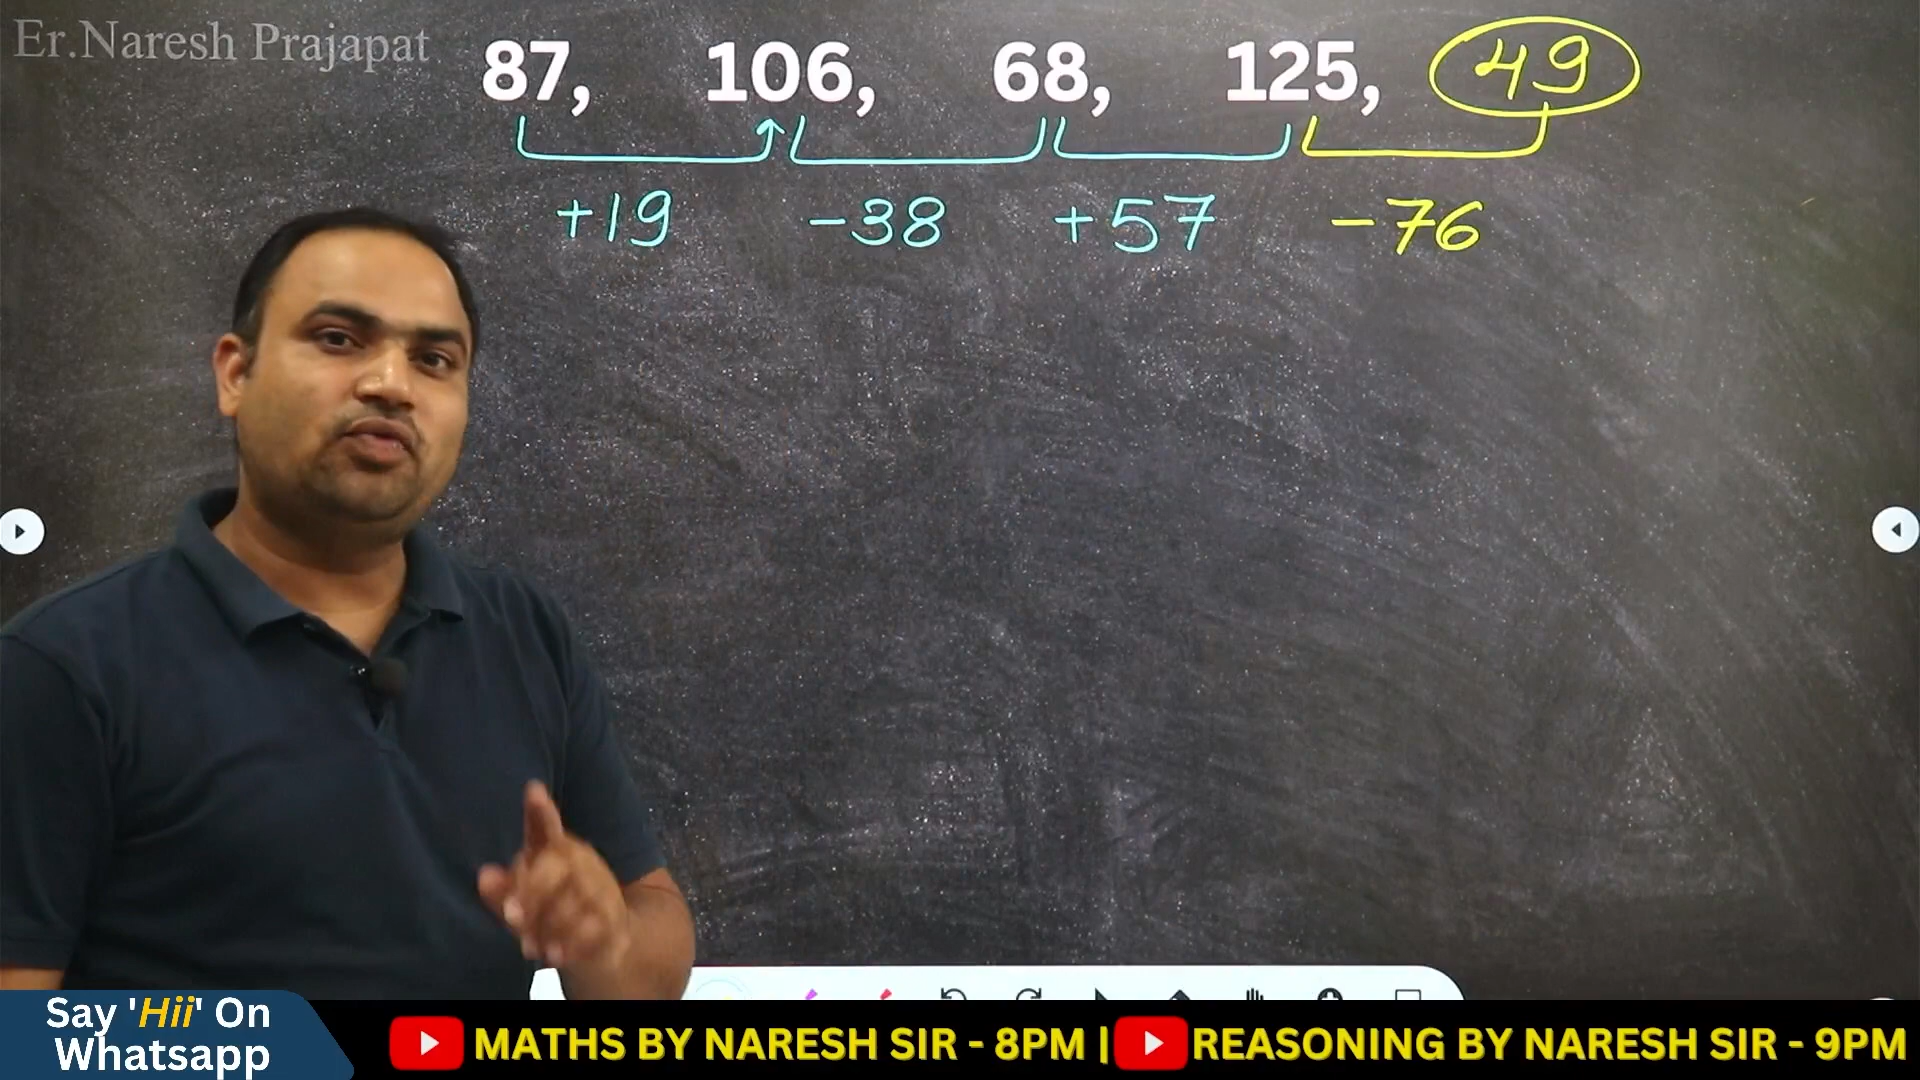 Er.Naresh Prajapat
87, 106, 68, 125, 49
+19 -38 +57 -76
Say 'Hii' On
Whatsapp
MATHS BY NARESH SIR - 8PM | REASONING BY NARESH SIR - 9PM